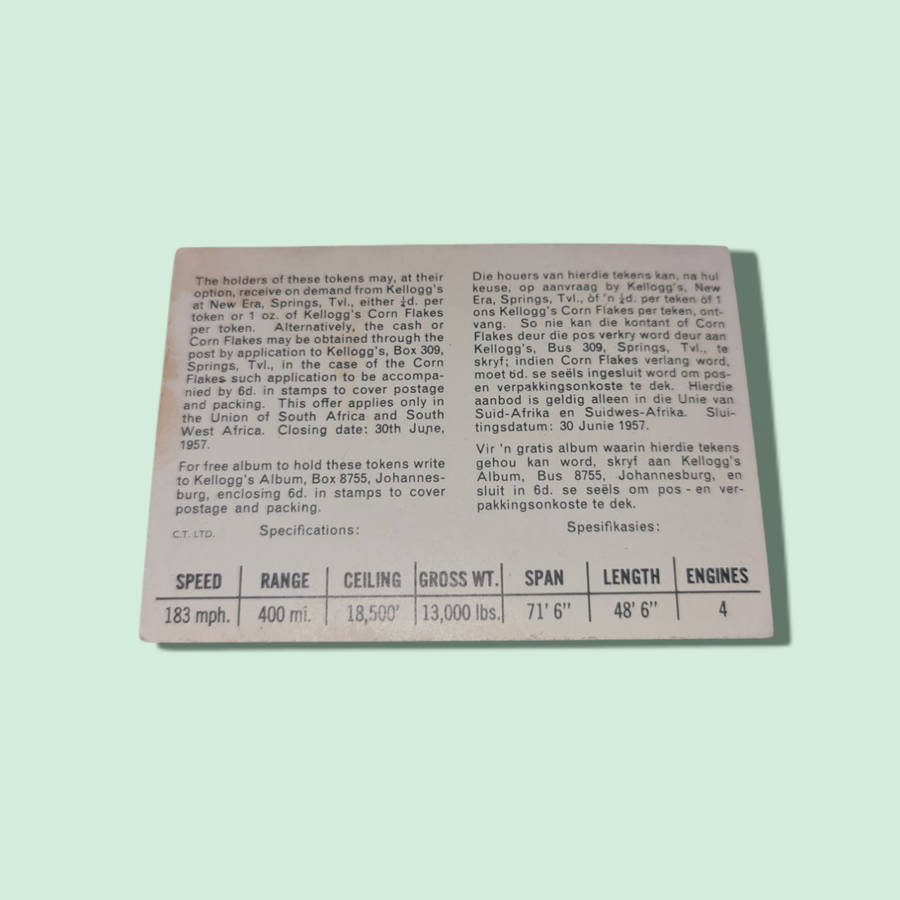 The holders of these tokens may, at their
option, receive on demand from Kellogg's
at New Era, Springs, Tvl., either ¼d. per
token or 1 oz. of Kellogg's Corn Flakes
per token. Alternatively, the cash or
Corn Flakes may be obtained through the
post by application to Kellogg's, Box 309,
Springs, Tvl., in the case of the Corn
Flakes such application to be accompa-
nied by 6d. in stamps to cover postage
and packing. This offer applies only in
the Union of South Africa and South
West Africa. Closing date: 30th June,
1957.
For free album to hold these tokens write
to Kellogg's Album, Box 8755, Johannes-
burg, enclosing 6d. in stamps to cover
postage and packing.
C.T. LTD. Specifications:
Die houers van hierdie tekens kan, na hul
keuse, op aanvraag by Kellogg's, New
Era, Springs, Tvl., òf 'n ¼d. per teken òf 1
ons Kellogg's Corn Flakes per teken, ont-
vang. So nie kan die kontant of Corn
Flakes deur die pos verkry word deur aan
Kellogg's, Bus 309, Springs, Tvl., te
skryf; indien Corn Flakes verlang word,
moet 6d. se seëls ingesluit word om pos-
en verpakkingsonkoste te dek. Hierdie
aanbod is geldig alleen in die Unie van
Suid-Afrika en Suidwes-Afrika. Slui-
tingsdatum: 30 Junie 1957.
Vir 'n gratis album waarin hierdie tekens
gehou kan word, skryf aan Kellogg's
Album, Bus 8755, Johannesburg, en
sluit in 6d. se seëls om pos - en ver-
pakkingsonkoste te dek.
Spesifikasies:
SPEED RANGE CEILING GROSS WT. SPAN LENGTH ENGINES
183 mph. 400 mi. 18,500' 13,000 lbs. 71' 6" 48' 6" 4